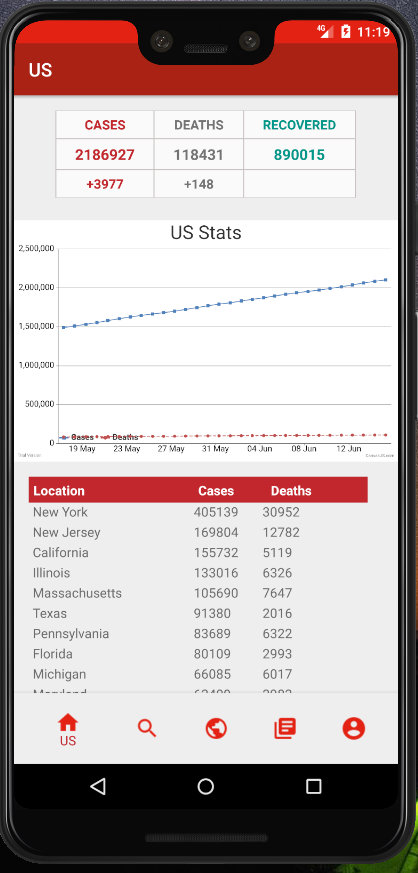 4G 11:19
US
CASES DEATHS RECOVERED
2186927 118431 890015
+3977 +148
US Stats
2,500,000
2,000,000
1,500,000
1,000,000
500,000
0
Cases Deaths
19 May 23 May 27 May 31 May 04 Jun 08 Jun 12 Jun
Trial Version
Location Cases Deaths
New York 405139 30952
New Jersey 169804 12782
California 155732 5119
Illinois 133016 6326
Massachusetts 105690 7647
Texas 91380 2016
Pennsylvania 83689 6322
Florida 80109 2993
Michigan 66085 6017
Maryland
US